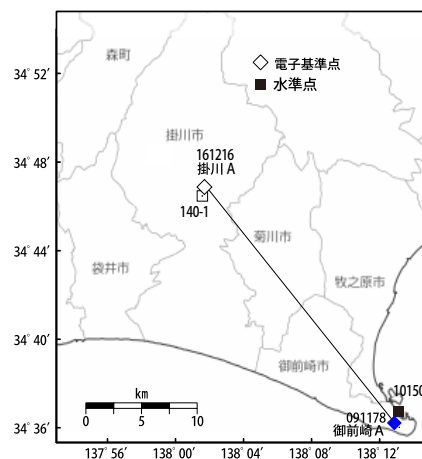 34°52′
34°48′
34°44′
34°40′
34°36′
137°56′
138°00′
138°04′
138°08′
138°12′
森町
電子基準点
水準点
掛川市
161216
掛川A
140-1
菊川市
袋井市
牧之原市
御前崎市
10150
091178
御前崎A
km
0 5 10